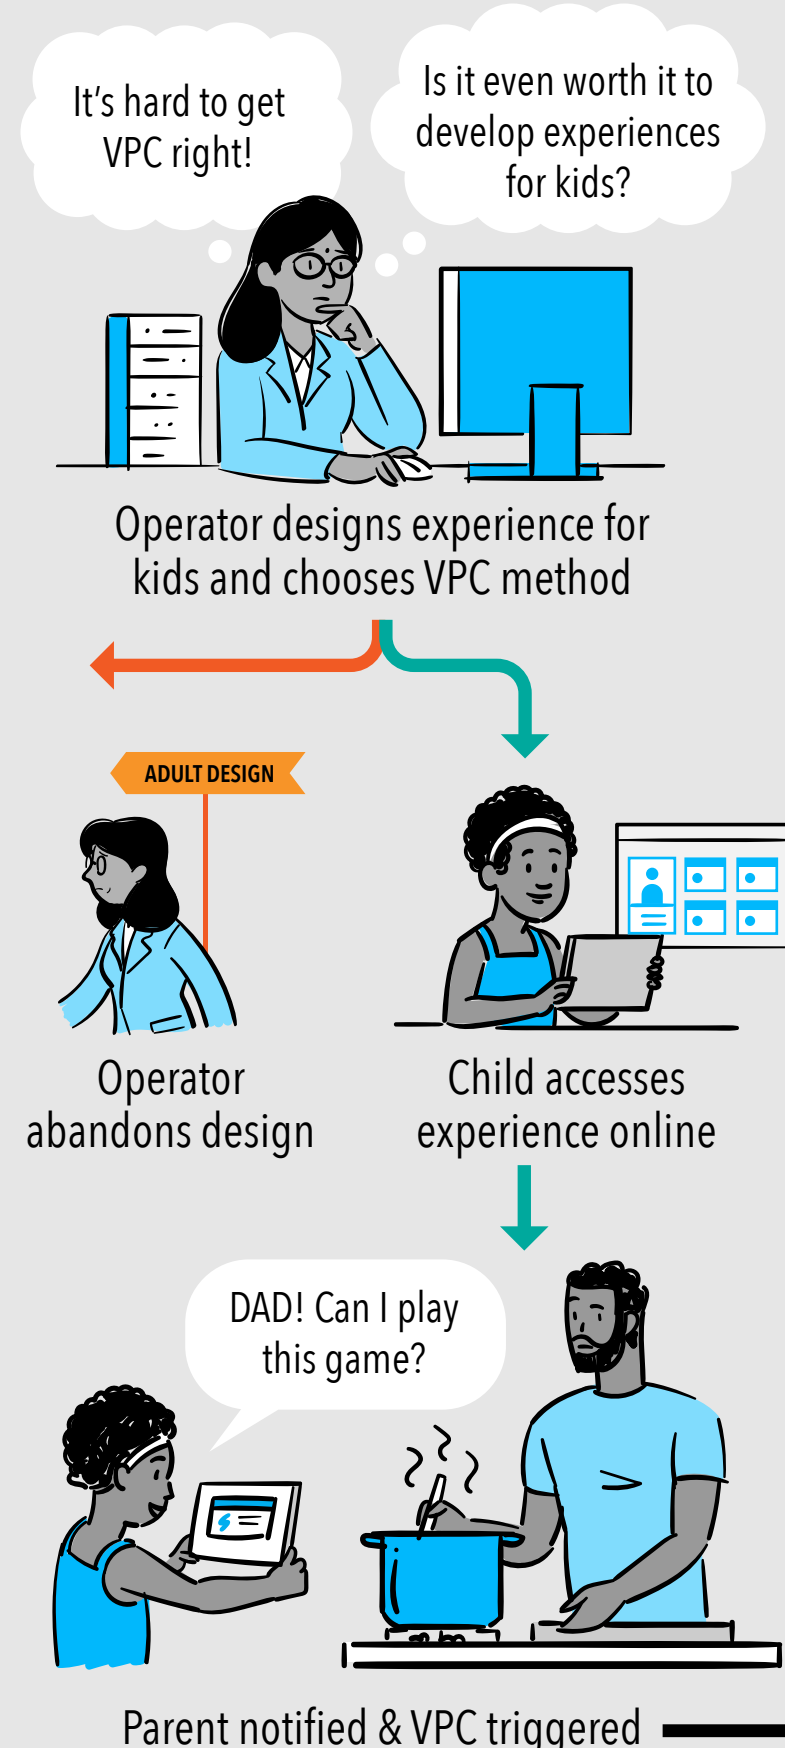 It's hard to get
VPC right!
Is it even worth it to
develop experiences
for kids?
Operator designs experience for
kids and chooses VPC method
ADULT DESIGN
Operator
abandons design
Child accesses
experience online
DAD! Can I play
this game?
Parent notified & VPC triggered